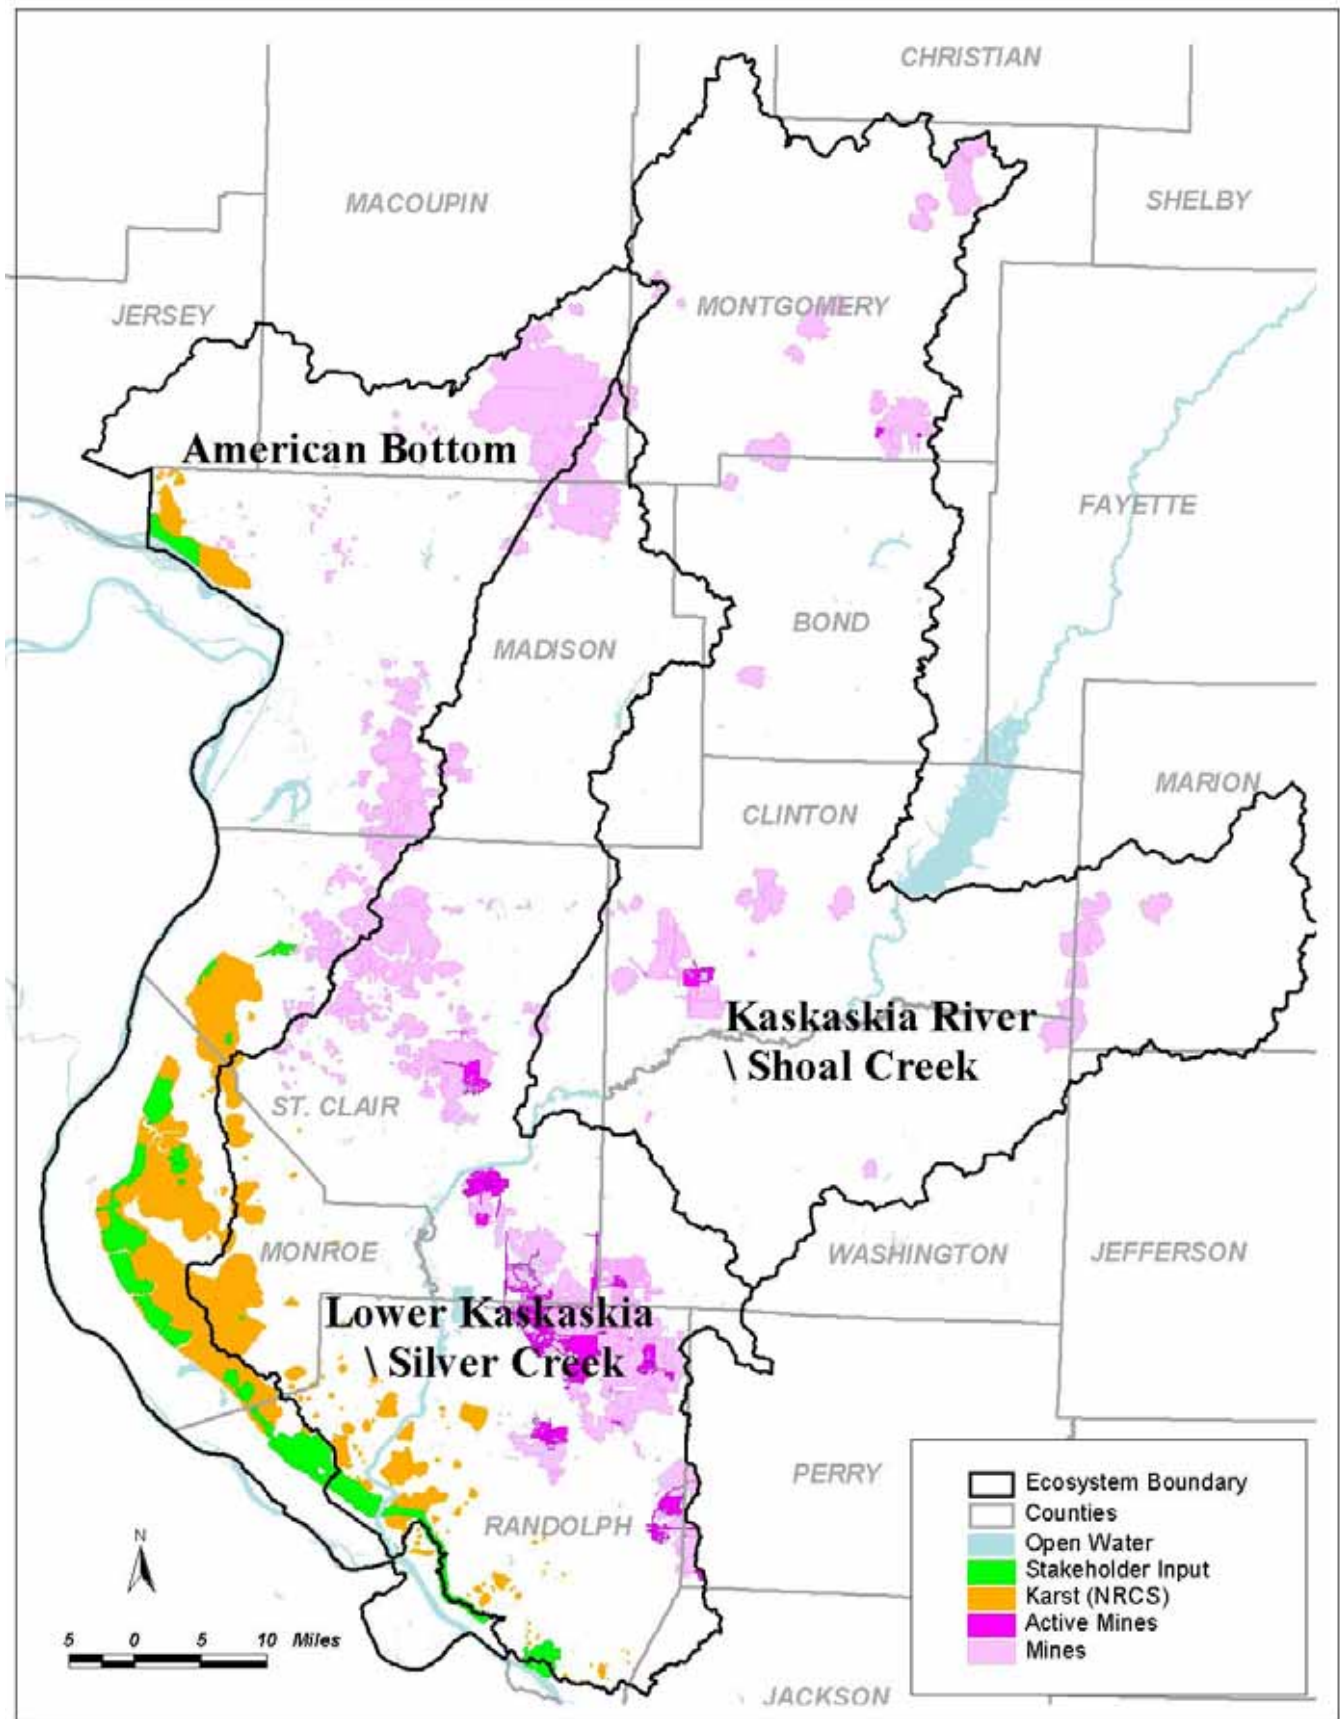 CHRISTIAN
MACOUPIN
SHELBY
JERSEY
MONTGOMERY
American Bottom
FAYETTE
BOND
MADISON
MARION
CLINTON
Kaskaskia River
\ Shoal Creek
ST. CLAIR
MONROE
WASHINGTON
JEFFERSON
Lower Kaskaskia
\ Silver Creek
PERRY
RANDOLPH
JACKSON
N
5 0 5 10 Miles
Ecosystem Boundary
Counties
Open Water
Stakeholder Input
Karst (NRCS)
Active Mines
Mines